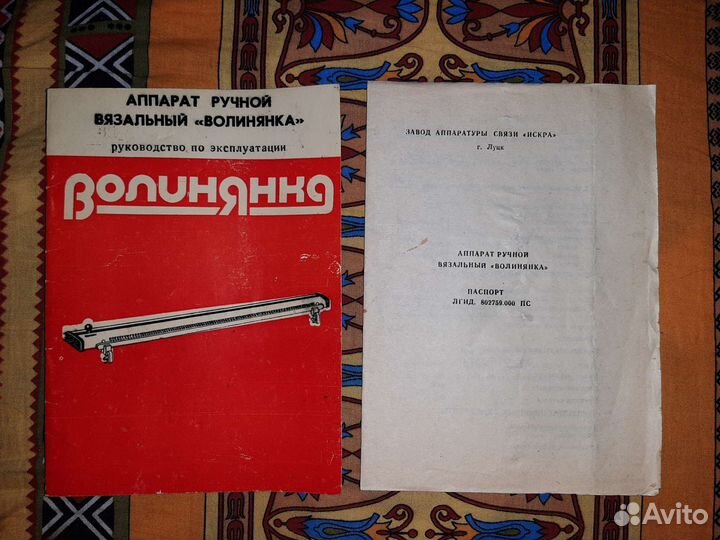 АППАРАТ РУЧНОЙ
ВЯЗАЛЬНЫЙ «ВОЛИНЯНКА»
руководство по эксплуатации
ВОЛИНЯНКА
ЗАВОД АППАРАТУРЫ СВЯЗИ «ИСКРА»
г. Луцк
АППАРАТ РУЧНОЙ
ВЯЗАЛЬНЫЙ «ВОЛИНЯНКА»
ПАСПОРТ
ЛГИД. 802759.000 ПС
Avito